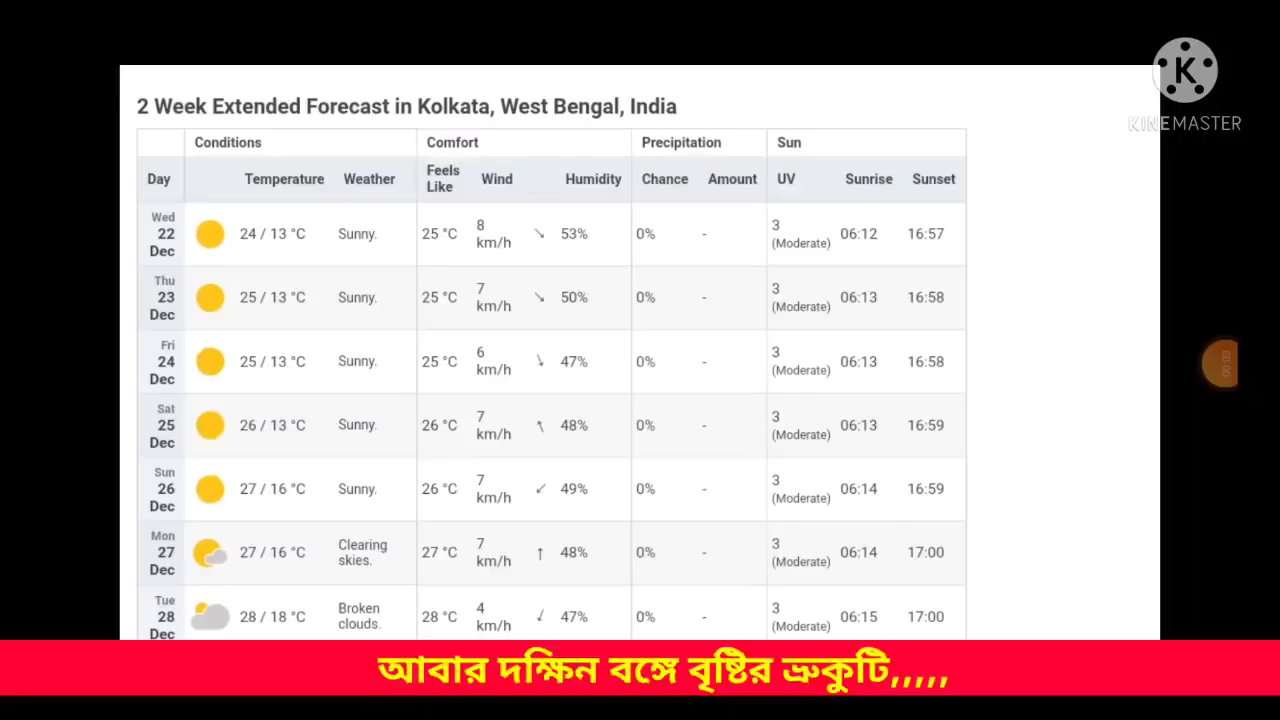 2 Week Extended Forecast in Kolkata, West Bengal, India
Conditions Comfort Precipitation Sun
Day Temperature Weather Feels Like Wind Humidity Chance Amount UV Sunrise Sunset
Wed 22 Dec 24 / 13 °C Sunny. 25 °C 8 km/h ↘ 53% 0% - 3 (Moderate) 06:12 16:57
Thu 23 Dec 25 / 13 °C Sunny. 25 °C 7 km/h ↘ 50% 0% - 3 (Moderate) 06:13 16:58
Fri 24 Dec 25 / 13 °C Sunny. 25 °C 6 km/h ↘ 47% 0% - 3 (Moderate) 06:13 16:58
Sat 25 Dec 26 / 13 °C Sunny. 26 °C 7 km/h ↖ 48% 0% - 3 (Moderate) 06:13 16:59
Sun 26 Dec 27 / 16 °C Sunny. 26 °C 7 km/h ↙ 49% 0% - 3 (Moderate) 06:14 16:59
Mon 27 Dec 27 / 16 °C Clearing skies. 27 °C 7 km/h ↑ 48% 0% - 3 (Moderate) 06:14 17:00
Tue 28 Dec 28 / 18 °C Broken clouds. 28 °C 4 km/h ↙ 47% 0% - 3 (Moderate) 06:15 17:00
আবার দক্ষিন বঙ্গে বৃষ্টির ভ্রুকুটি,,,,,
K
KINEMASTER
00:03